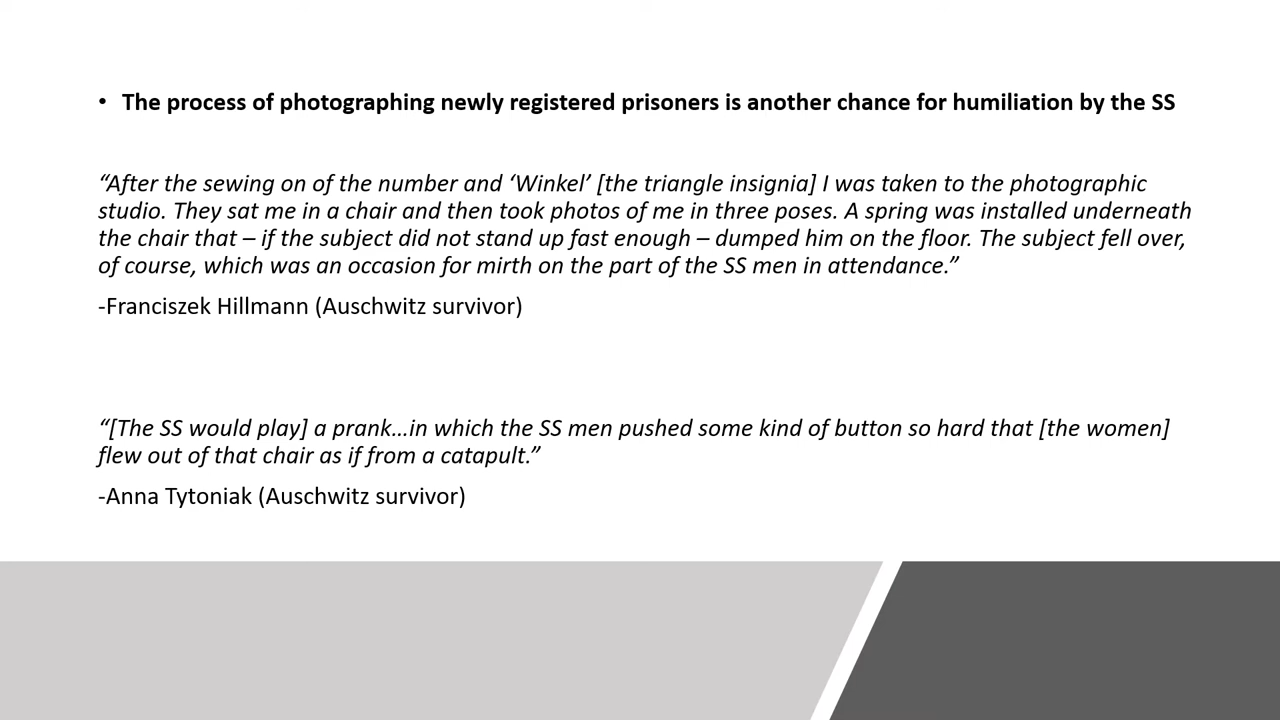 • The process of photographing newly registered prisoners is another chance for humiliation by the SS
“After the sewing on of the number and ‘Winkel’ [the triangle insignia] I was taken to the photographic
studio. They sat me in a chair and then took photos of me in three poses. A spring was installed underneath
the chair that – if the subject did not stand up fast enough – dumped him on the floor. The subject fell over,
of course, which was an occasion for mirth on the part of the SS men in attendance.”
-Franciszek Hillmann (Auschwitz survivor)
“[The SS would play] a prank…in which the SS men pushed some kind of button so hard that [the women]
flew out of that chair as if from a catapult.”
-Anna Tytoniak (Auschwitz survivor)